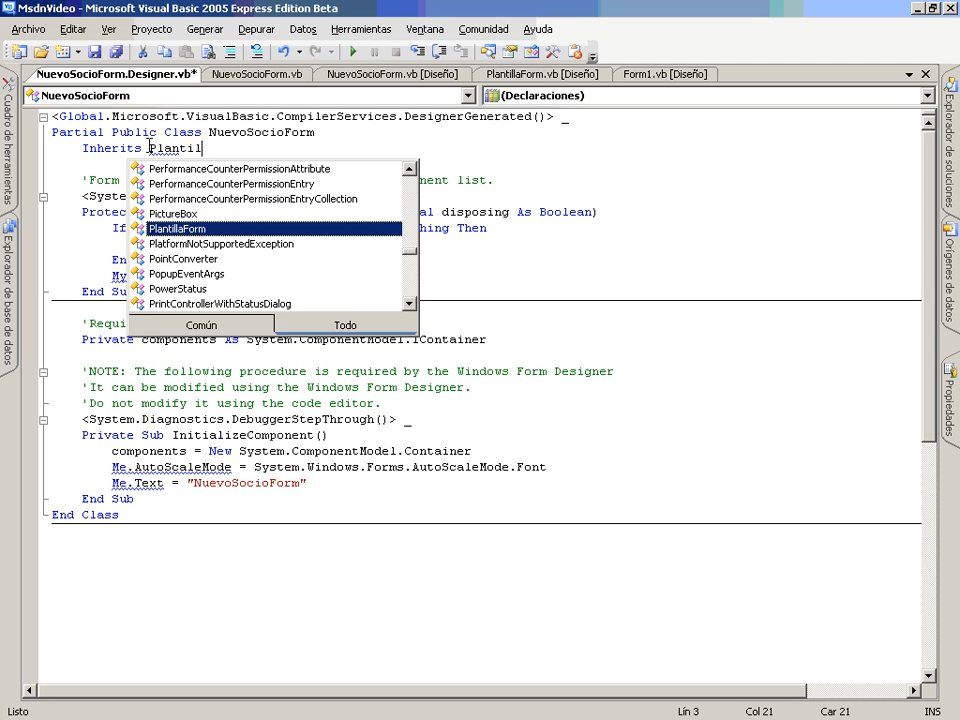 MsdnVideo - Microsoft Visual Basic 2005 Express Edition Beta
Archivo Editar Ver Proyecto Generar Depurar Datos Herramientas Ventana Comunidad Ayuda
NuevoSocioForm.Designer.vb* NuevoSocioForm.vb NuevoSocioForm.vb [Diseño] PlantillaForm.vb [Diseño] Form1.vb [Diseño]
NuevoSocioForm (Declaraciones)
Cuadro de herramientas
Explorador de base de datos
Explorador de soluciones
Orígenes de datos
Propiedades
<Global.Microsoft.VisualBasic.CompilerServices.DesignerGenerated()> _
Partial Public Class NuevoSocioForm
Inherits Plantil
'Form nent list.
<System
Protec al disposing As Boolean)
If hing Then
En
My
End Su
PerformanceCounterPermissionAttribute
PerformanceCounterPermissionEntry
PerformanceCounterPermissionEntryCollection
PictureBox
PlantillaForm
PlatformNotSupportedException
PointConverter
PopupEventArgs
PowerStatus
PrintControllerWithStatusDialog
Común Todo
'Requi
Private components As System.ComponentModel.IContainer
'NOTE: The following procedure is required by the Windows Form Designer
'It can be modified using the Windows Form Designer.
'Do not modify it using the code editor.
<System.Diagnostics.DebuggerStepThrough()> _
Private Sub InitializeComponent()
components = New System.ComponentModel.Container
Me.AutoScaleMode = System.Windows.Forms.AutoScaleMode.Font
Me.Text = "NuevoSocioForm"
End Sub
End Class
Listo Lín 3 Col 21 Car 21 INS